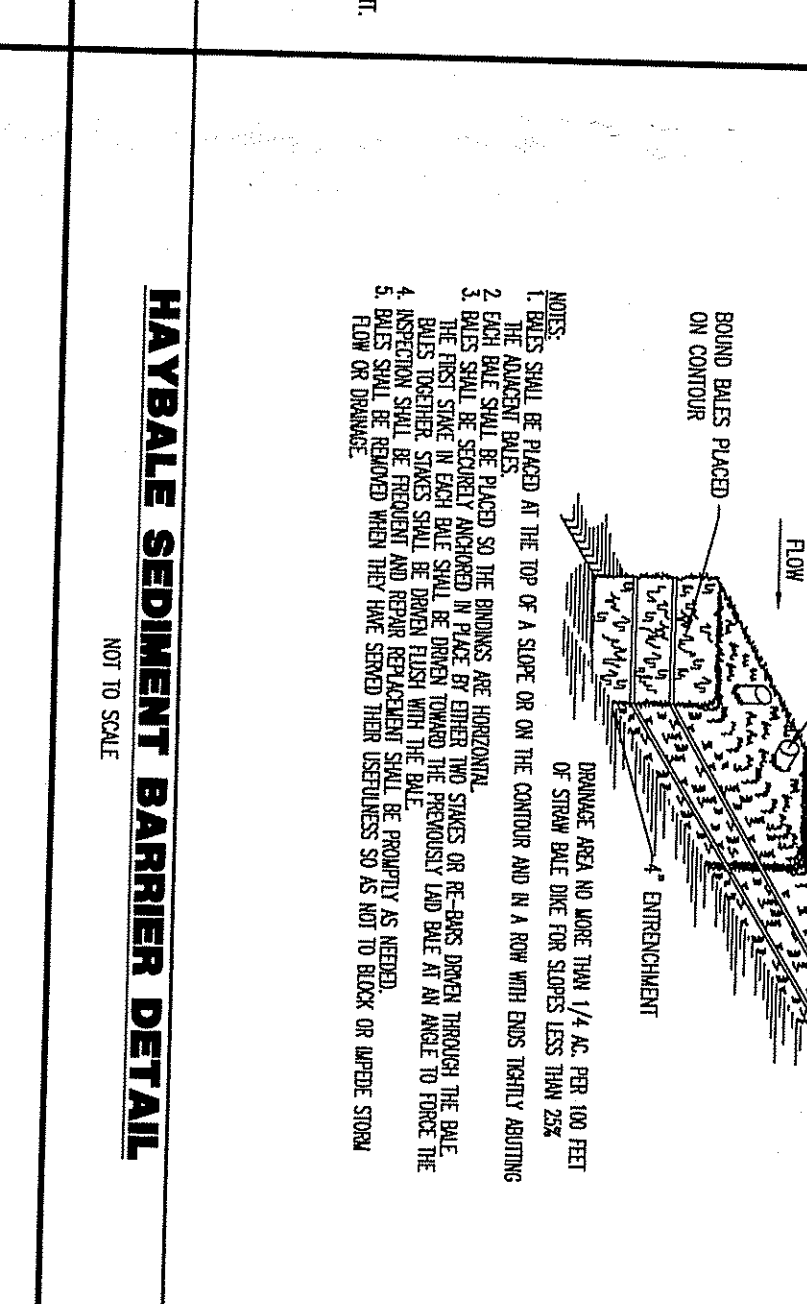 FLOW
BOUND BALES PLACED
ON CONTOUR
4" ENTRENCHMENT
DRAINAGE AREA NO MORE THAN 1/4 AC. PER 100 FEET
OF STRAW BALE DIKE FOR SLOPES LESS THAN 25%
NOTES:
1. BALES SHALL BE PLACED AT THE TOP OF A SLOPE OR ON THE CONTOUR AND IN A ROW WITH ENDS TIGHTLY ABUTTING
THE ADJACENT BALES.
2. EACH BALE SHALL BE PLACED SO THE BINDINGS ARE HORIZONTAL.
3. BALES SHALL BE SECURELY ANCHORED IN PLACE BY EITHER TWO STAKES OR RE-BARS DRIVEN THROUGH THE BALE.
THE FIRST STAKE IN EACH BALE SHALL BE DRIVEN TOWARD THE PREVIOUSLY LAID BALE AT AN ANGLE TO FORCE THE
BALES TOGETHER. STAKES SHALL BE DRIVEN FLUSH WITH THE BALE.
4. INSPECTION SHALL BE FREQUENT AND REPAIR REPLACEMENT SHALL BE PROMPTLY AS NEEDED.
5. BALES SHALL BE REMOVED WHEN THEY HAVE SERVED THEIR USEFULNESS SO AS NOT TO BLOCK OR IMPEDE STORM
FLOW OR DRAINAGE.
HAYBALE SEDIMENT BARRIER DETAIL
NOT TO SCALE